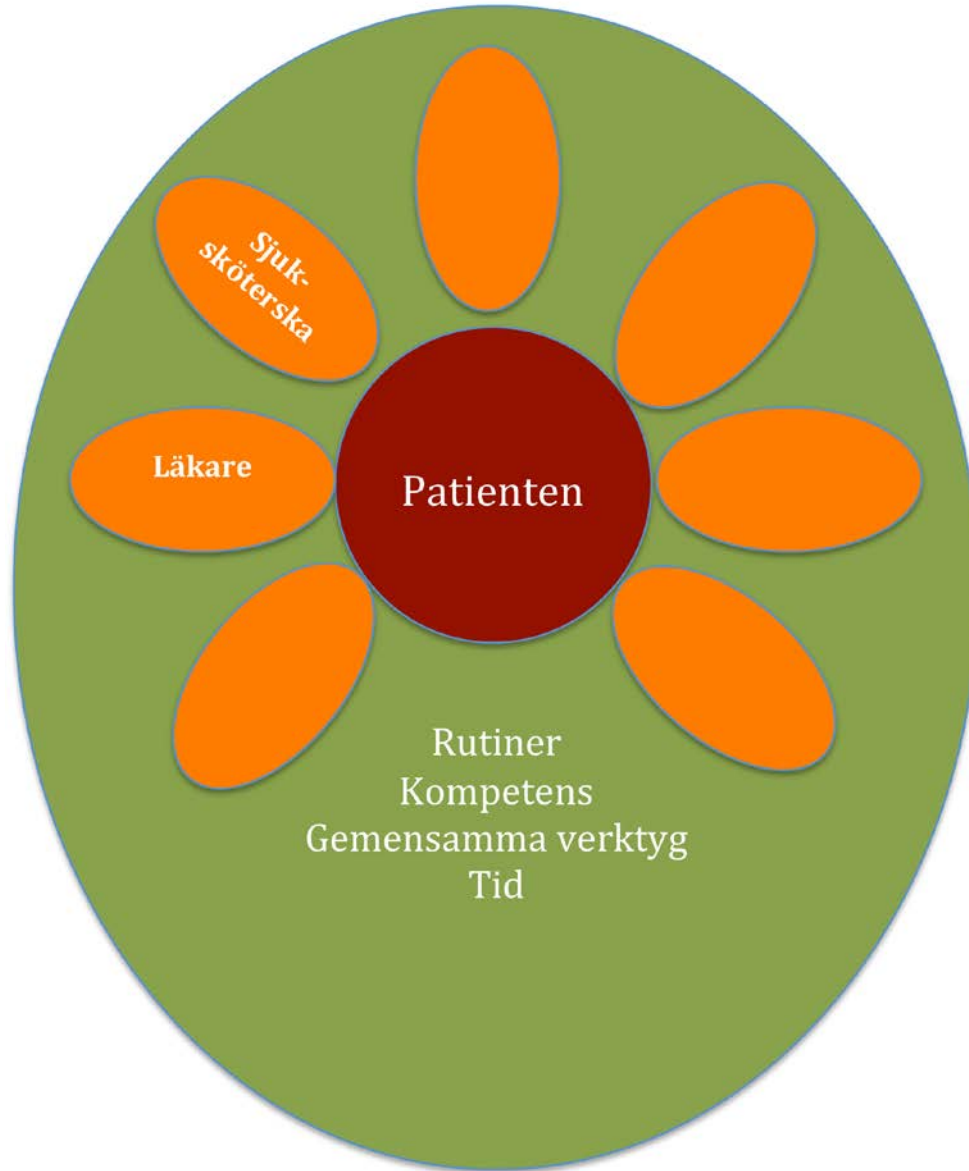 Sjuk-
sköterska
Läkare
Patienten
Rutiner
Kompetens
Gemensamma verktyg
Tid